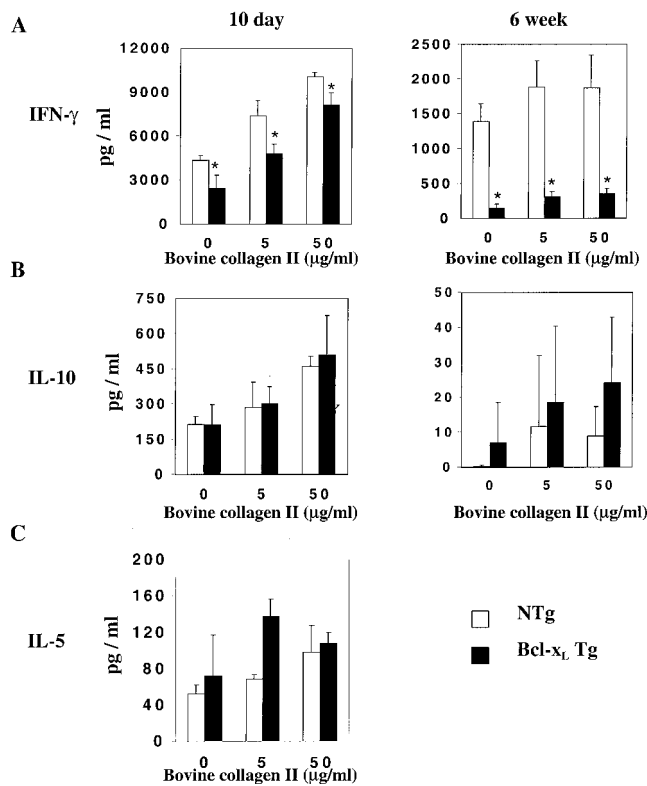 A
10 day
6 week
IFN-γ
pg / ml
12000
9000
6000
3000
0
* * *
0 5 50
Bovine collagen II (μg/ml)
2500
2000
1500
1000
500
0
* * *
0 5 50
Bovine collagen II (μg/ml)
B
IL-10
pg / ml
750
600
450
300
150
0
0 5 50
Bovine collagen II (μg/ml)
50
40
30
20
10
0
0 5 50
Bovine collagen II (μg/ml)
C
IL-5
pg / ml
200
160
120
80
40
0
0 5 50
Bovine collagen II (μg/ml)
NTg
Bcl-xL Tg